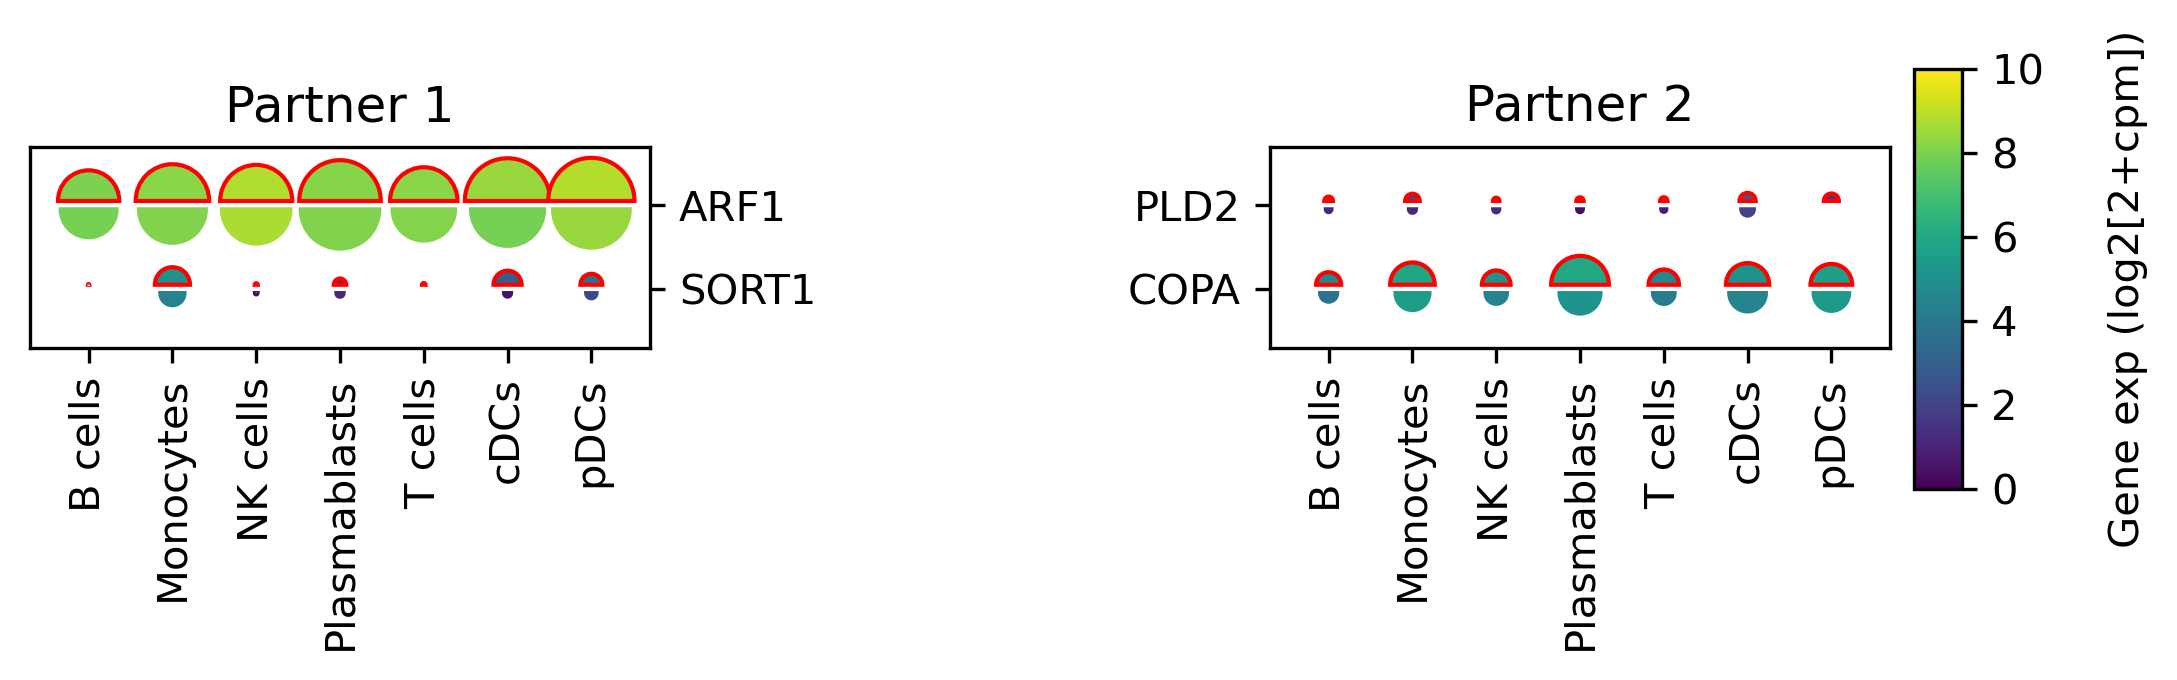 Partner 1
ARF1
SORT1
B cells
Monocytes
NK cells
Plasmablasts
T cells
cDCs
pDCs
Partner 2
PLD2
COPA
B cells
Monocytes
NK cells
Plasmablasts
T cells
cDCs
pDCs
10
8
6
4
2
0
Gene exp (log2[2+cpm])